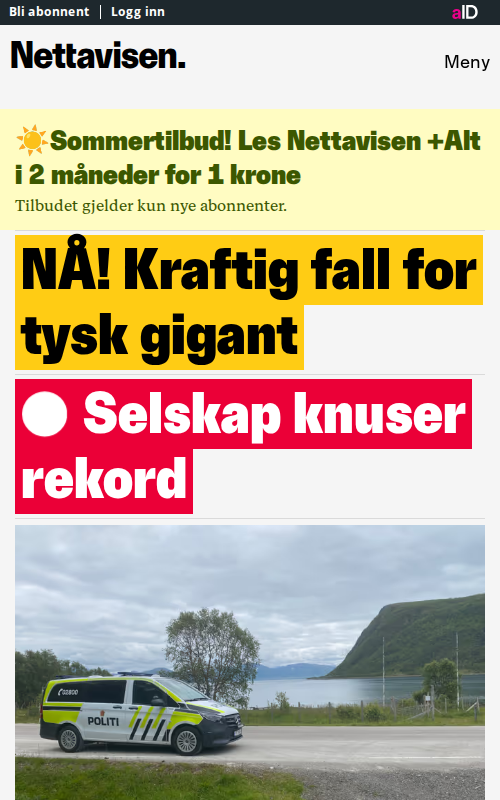 Bli abonnent | Logg inn
aID
Nettavisen.
Meny
☀️Sommertilbud! Les Nettavisen +Alt
i 2 måneder for 1 krone
Tilbudet gjelder kun nye abonnenter.
NÅ! Kraftig fall for
tysk gigant
⚪ Selskap knuser
rekord
02800
POLITI